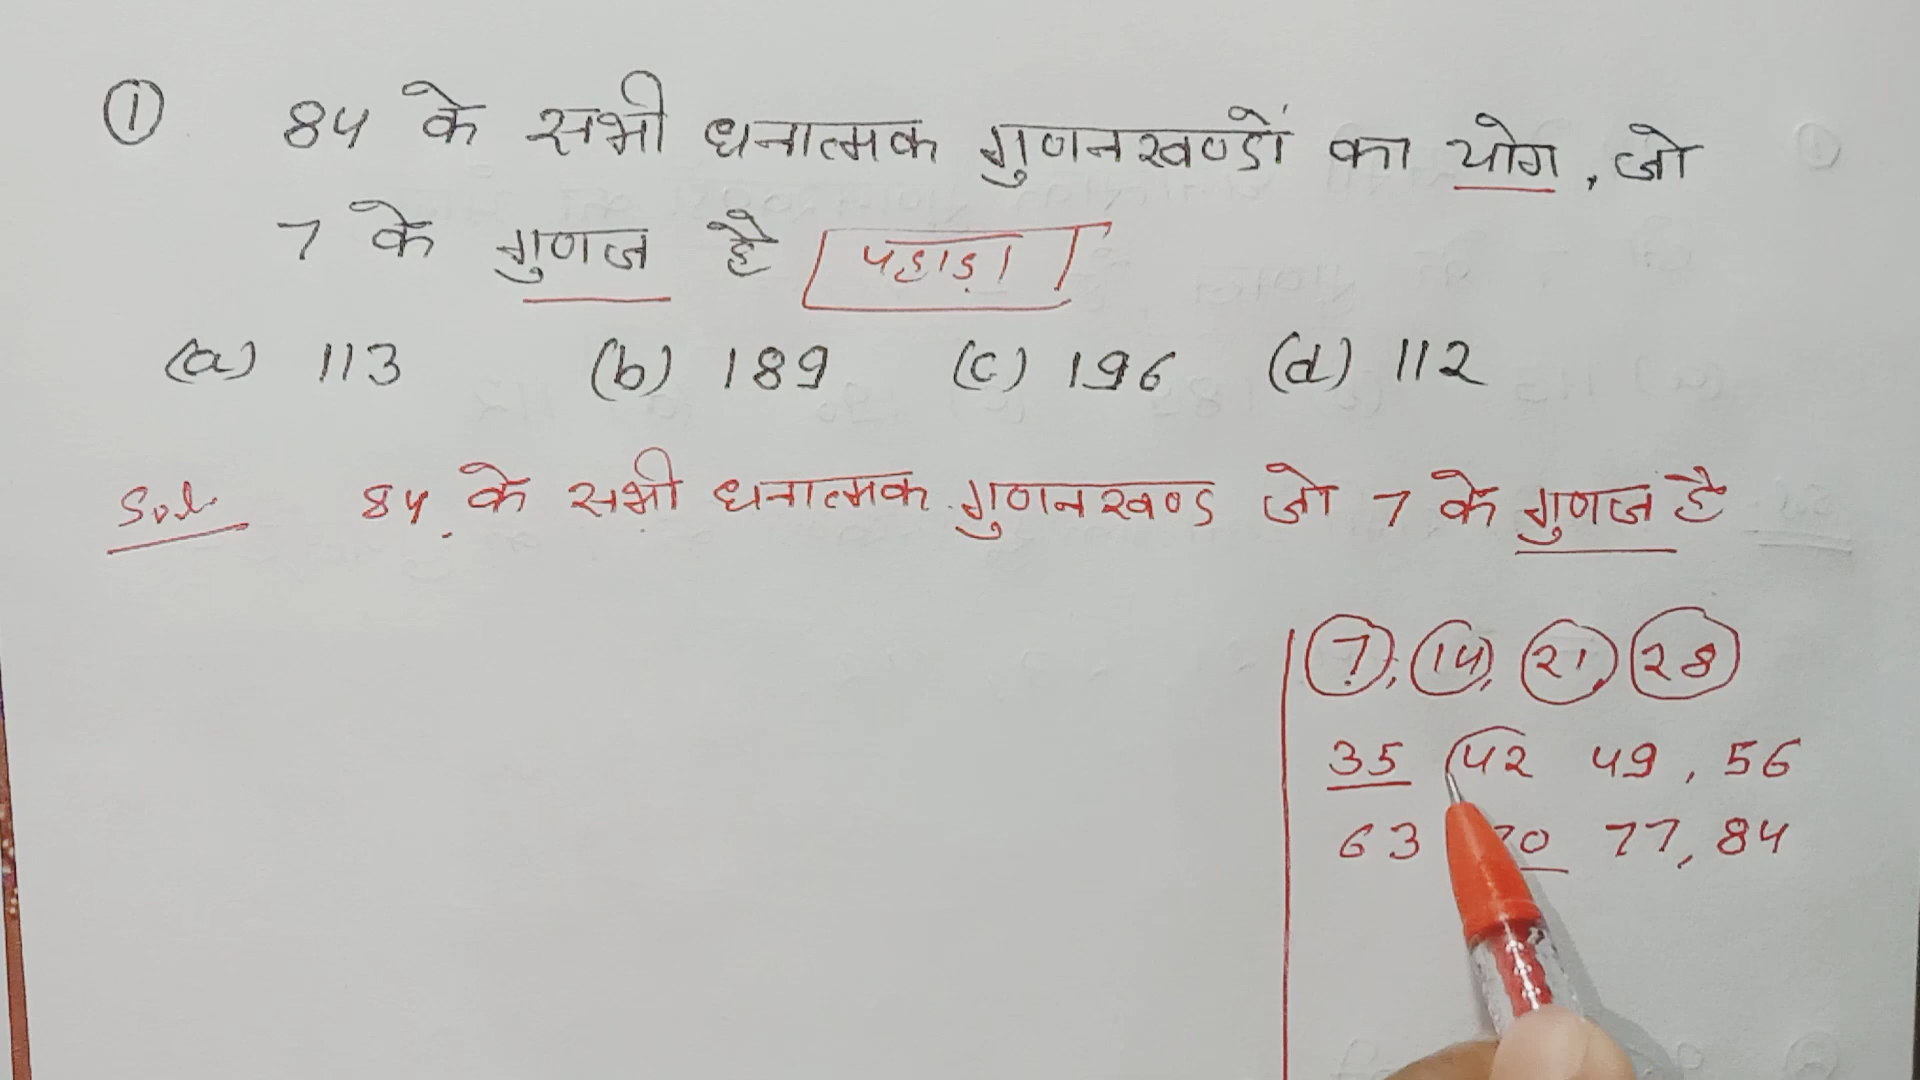 ① 84 के सभी धनात्मक गुणनखण्डों का योग, जो
7 के गुणज है पहाड़ा
(a) 113 (b) 189 (c) 196 (d) 112
Sol. 84 के सभी धनात्मक गुणनखण्ड जो 7 के गुणज है
7, 14, 21, 28
35 42 49, 56
63 70 77, 84